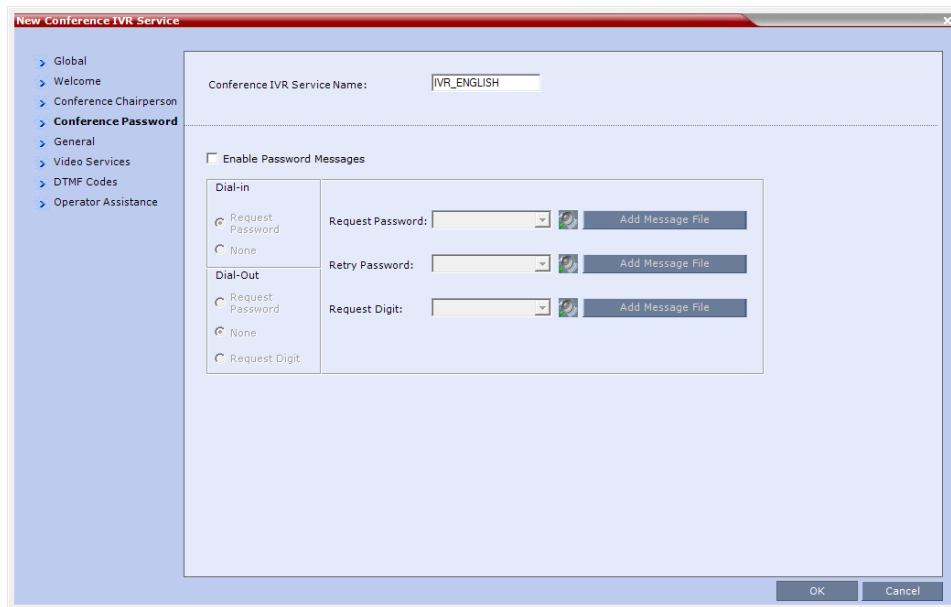 New Conference IVR Service
Global
Welcome
Conference Chairperson
Conference Password
General
Video Services
DTMF Codes
Operator Assistance
Conference IVR Service Name: IVR_ENGLISH
Enable Password Messages
Dial-in
Request
Password
None
Dial-Out
Request
Password
None
Request Digit
Request Password: Add Message File
Retry Password: Add Message File
Request Digit: Add Message File
OK Cancel